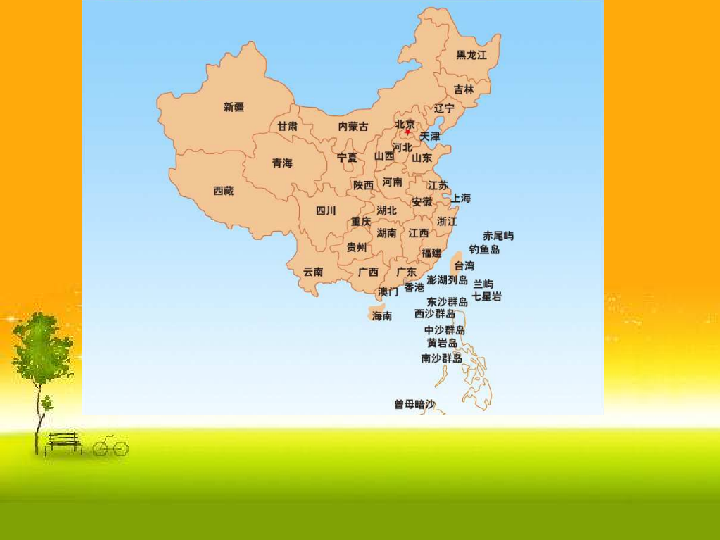 黑龙江
吉林
辽宁
新疆
甘肃
内蒙古
北京
天津
河北
宁夏
山西
山东
青海
陕西
河南
江苏
西藏
安徽
上海
四川
湖北
重庆
浙江
湖南
江西
赤尾屿
钓鱼岛
贵州
福建
台湾
云南
广西
广东
澎湖列岛
兰屿
香港
澳门
七星岩
东沙群岛
海南
西沙群岛
中沙群岛
黄岩岛
南沙群岛
曾母暗沙